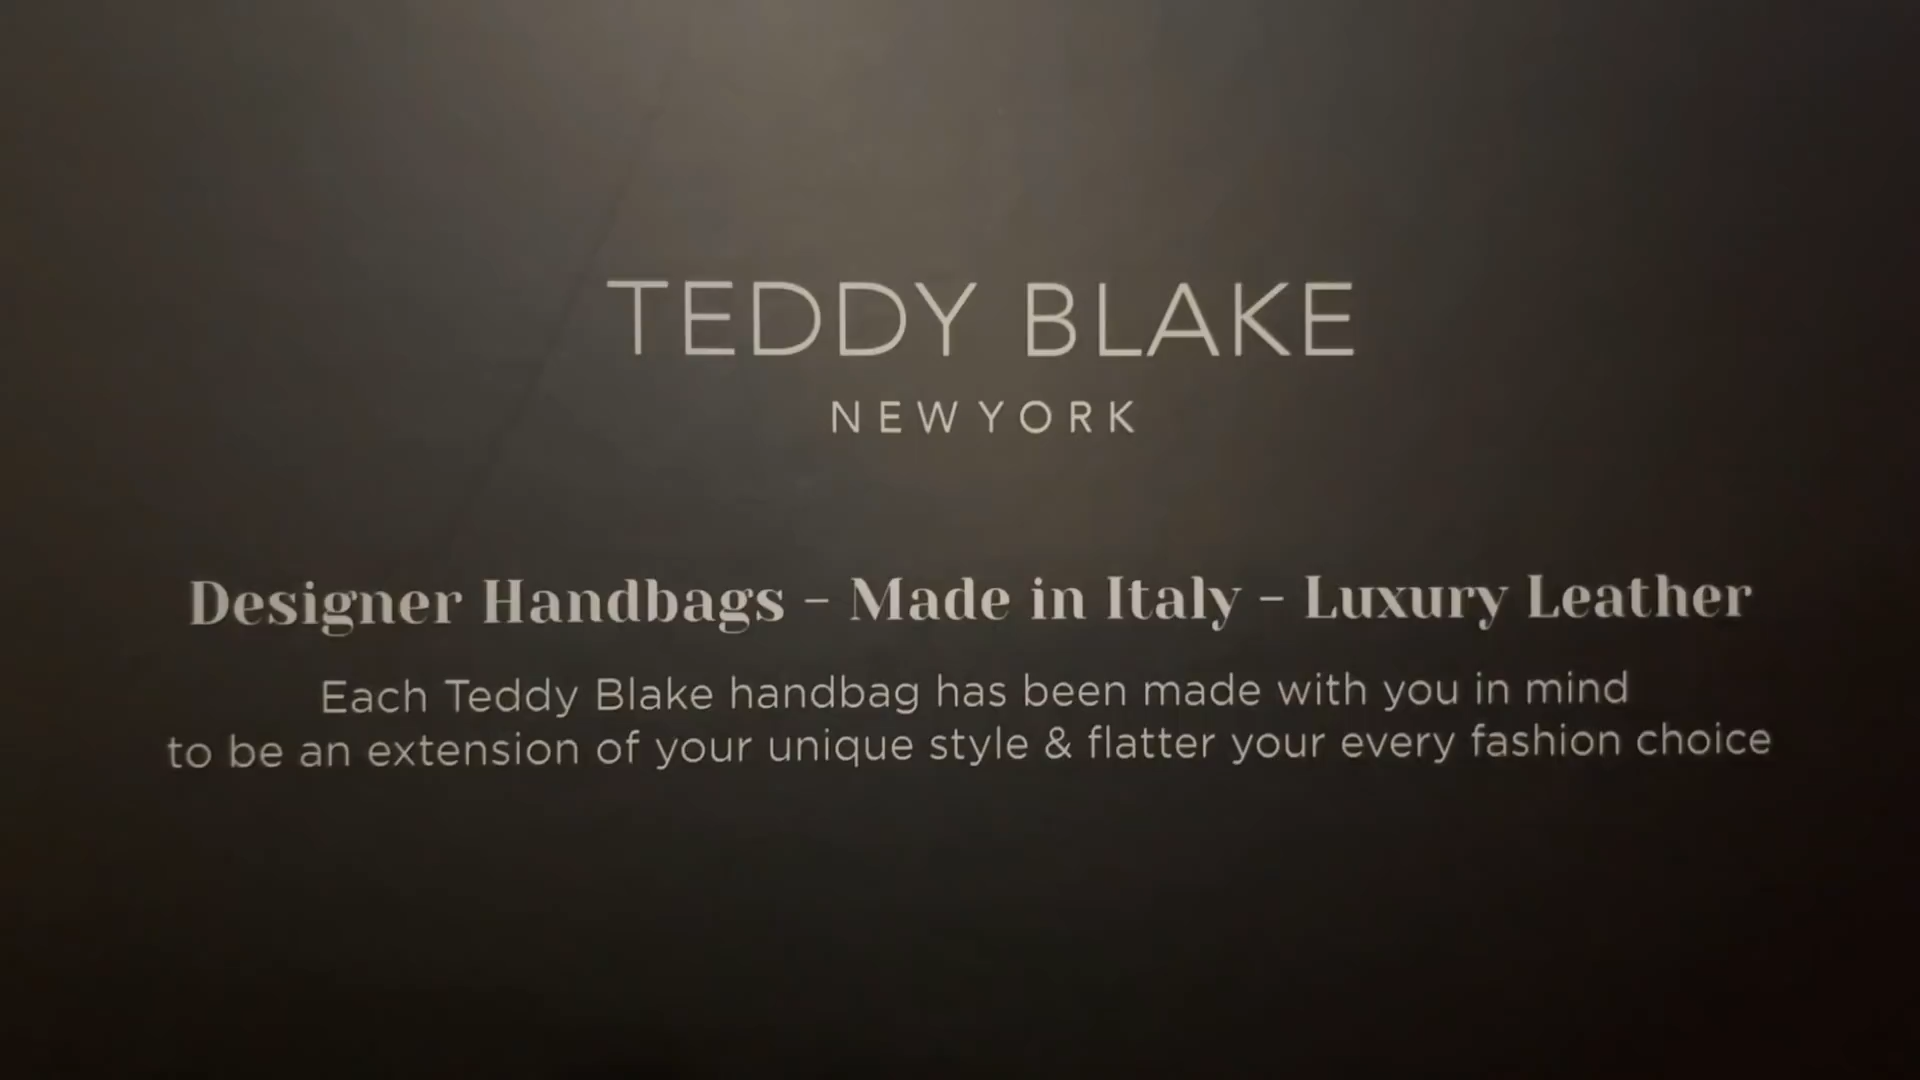 TEDDY BLAKE
NEW YORK
Designer Handbags - Made in Italy - Luxury Leather
Each Teddy Blake handbag has been made with you in mind
to be an extension of your unique style & flatter your every fashion choice